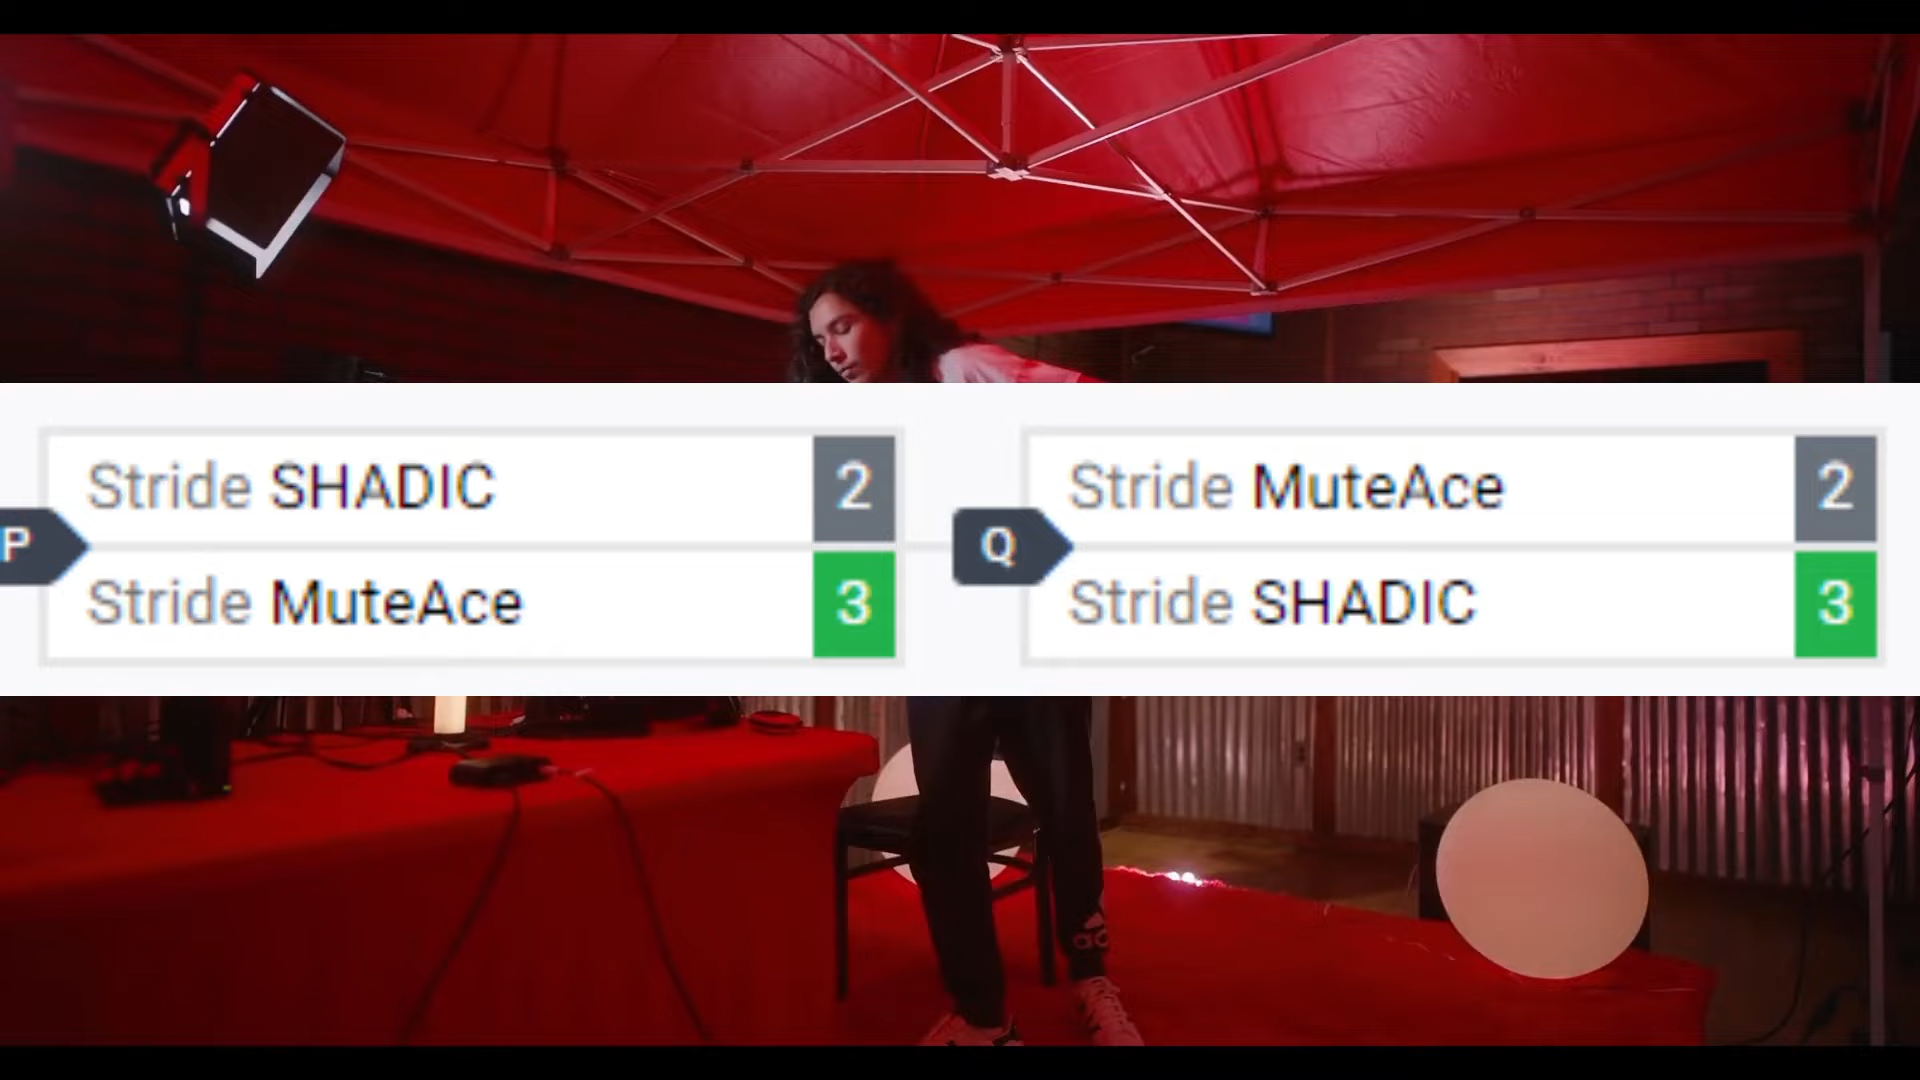 P
Stride SHADIC 2
Stride MuteAce 3
Q
Stride MuteAce 2
Stride SHADIC 3